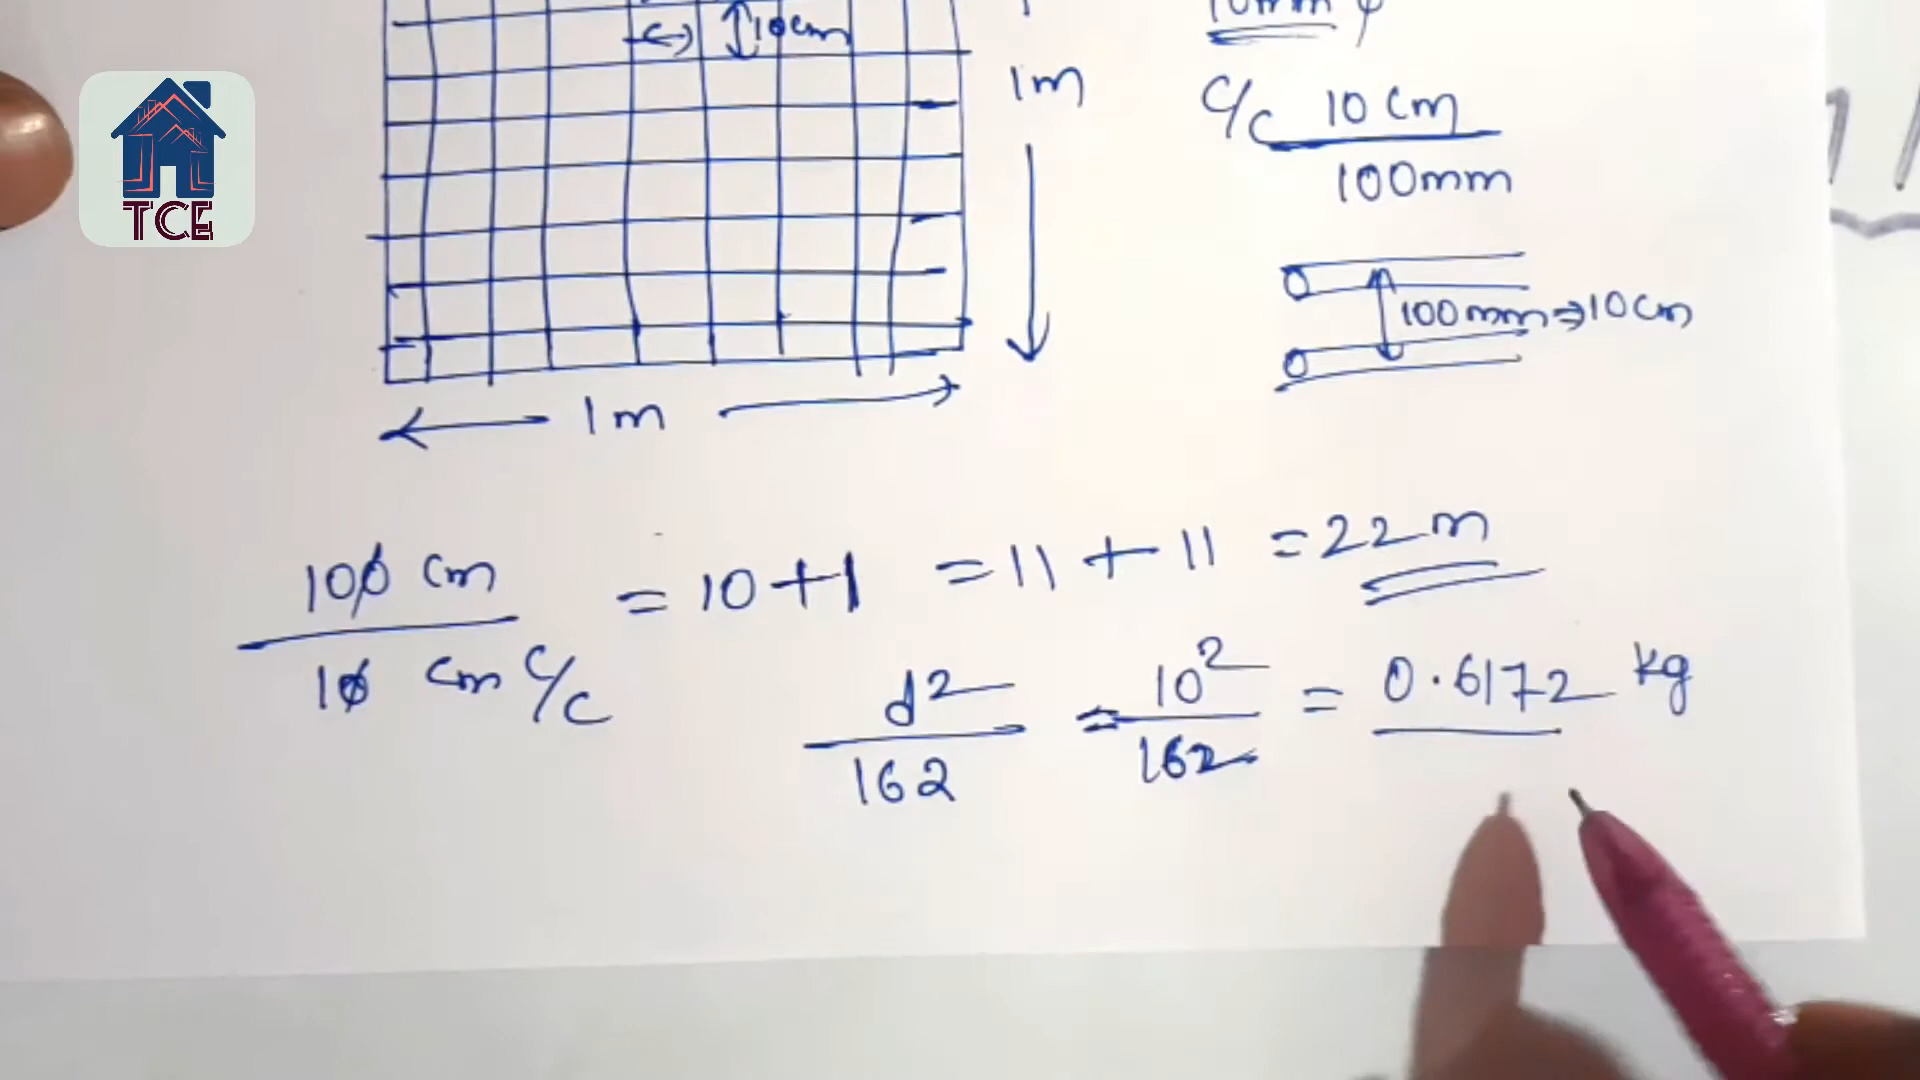 10mm φ
10cm
1m
C/C 10 cm
100mm
TCE
100mm⇒10cm
1m
100 cm = 10+1 = 11 + 11 = 22 m
10 cm C/C
d² = 10² = 0.6172 kg
162 162